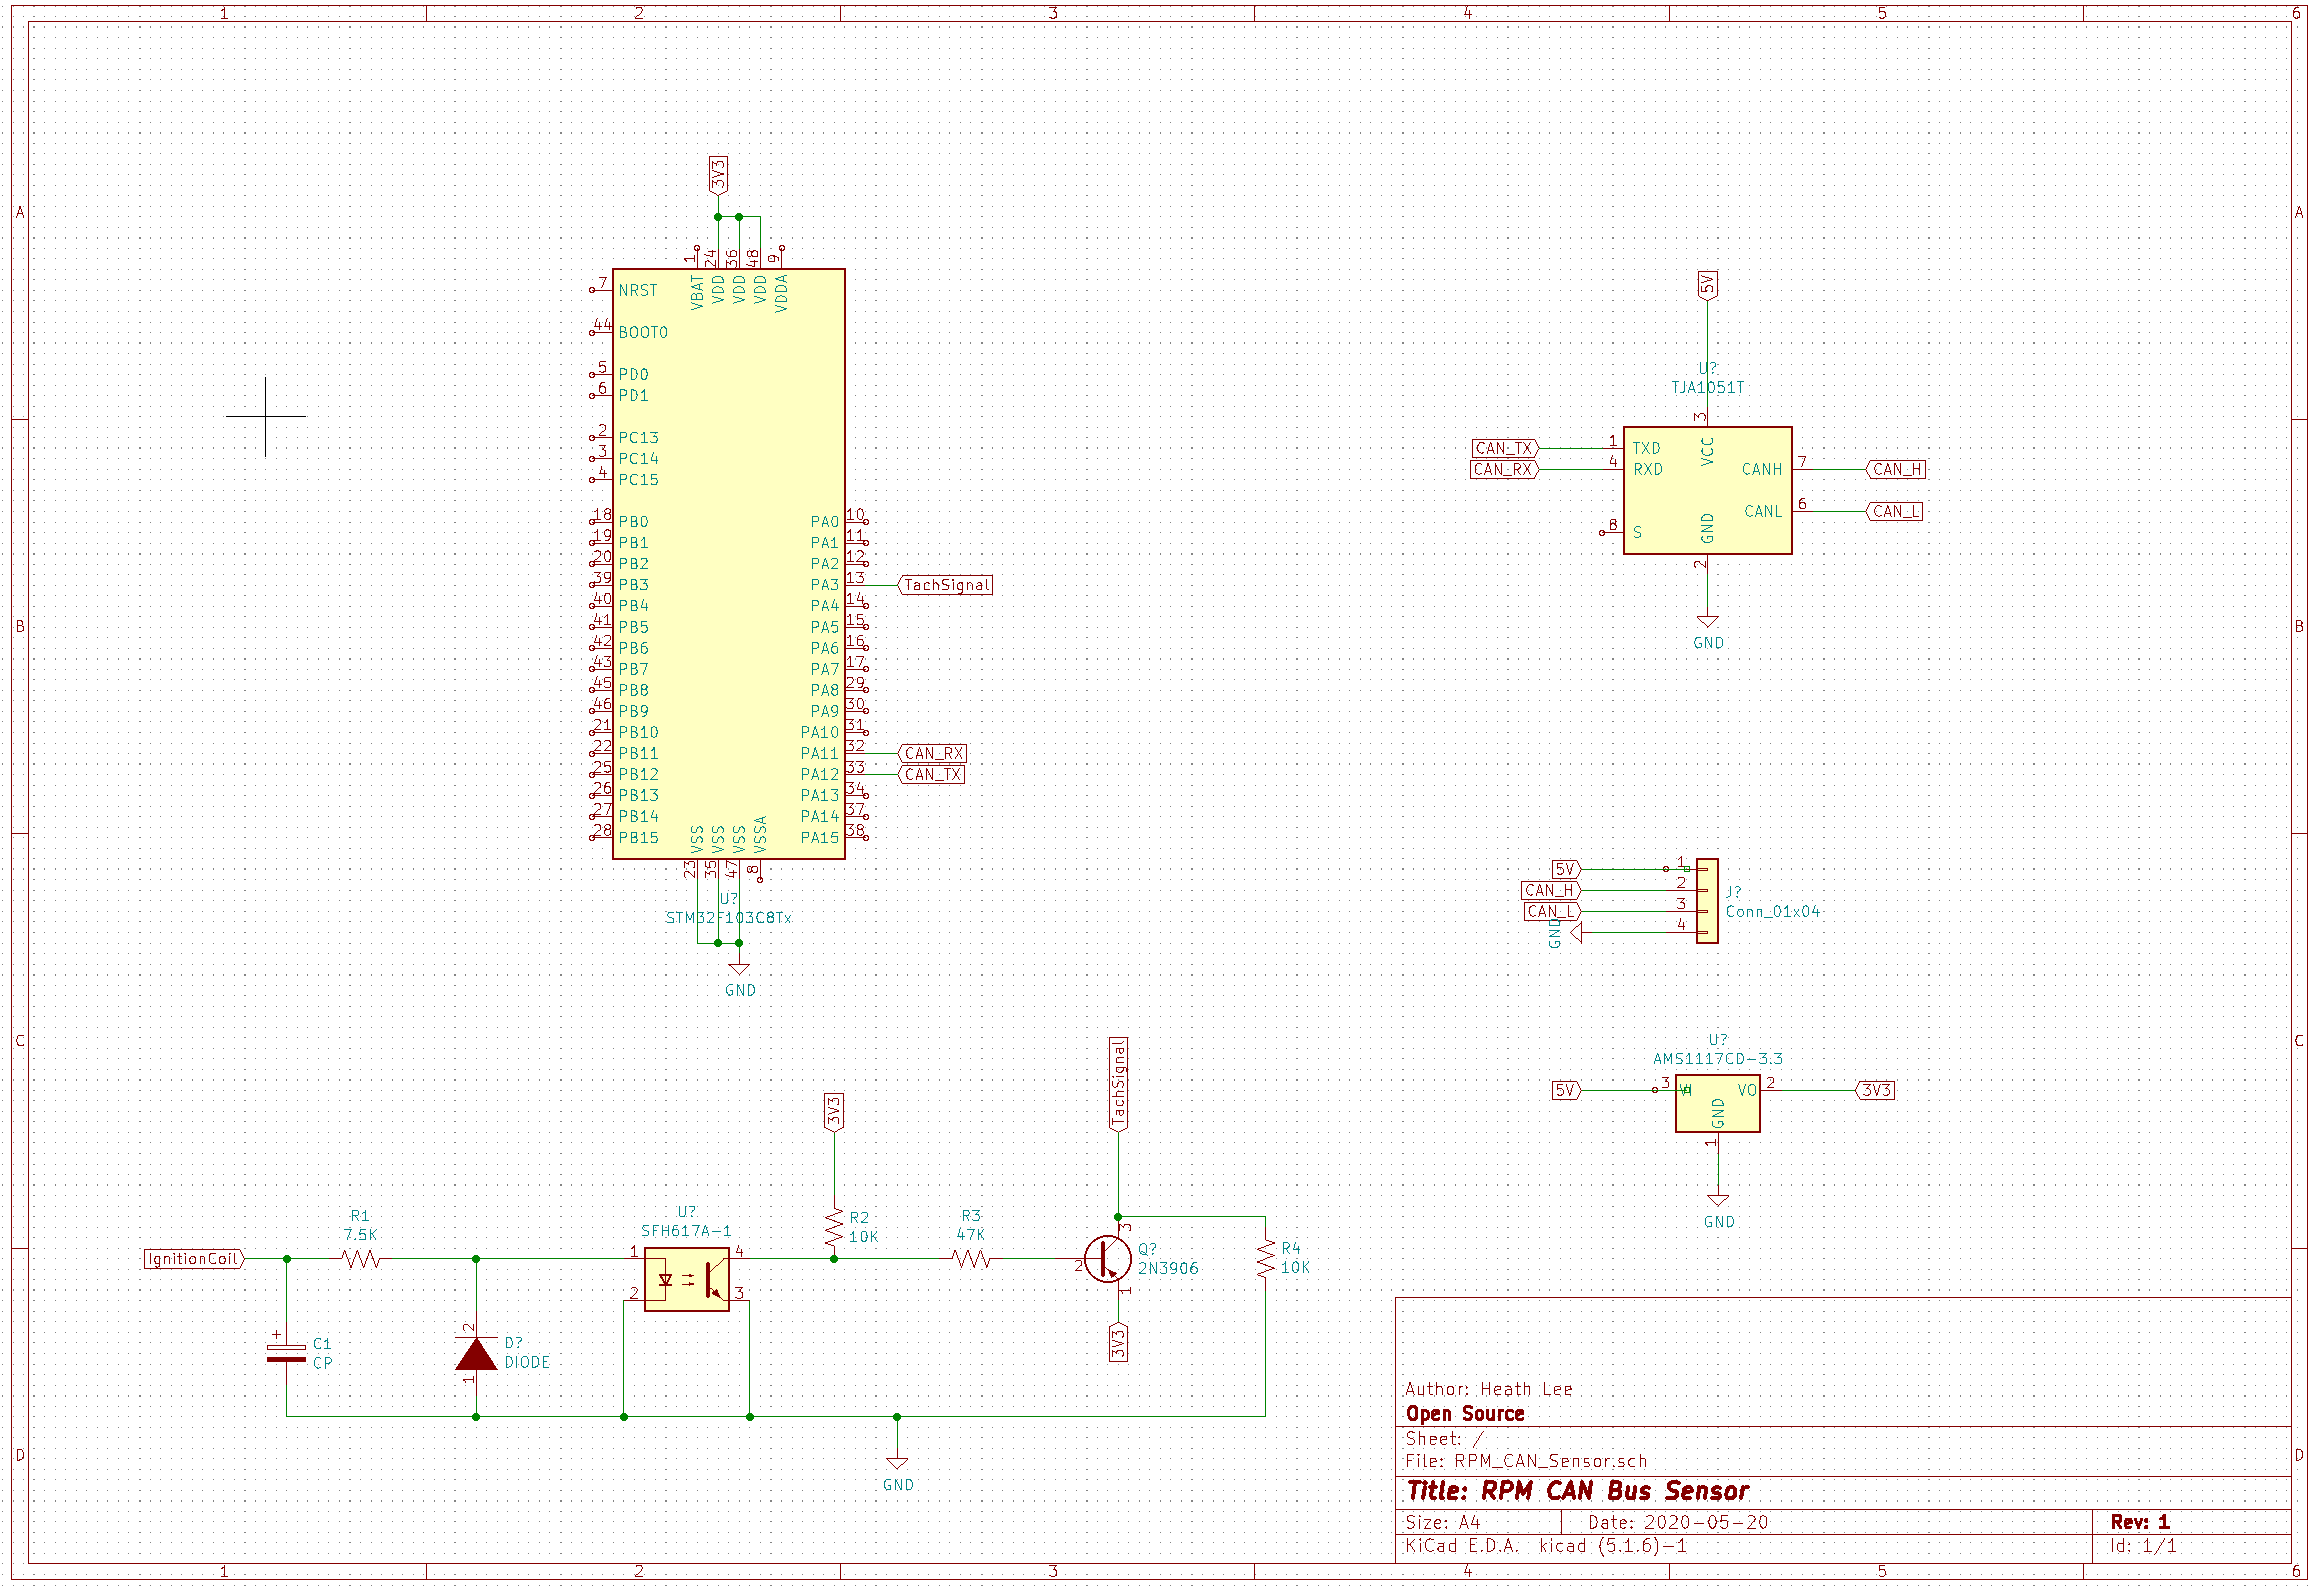 1 2 3 4 5 6
A A
B B
C C
D D
3V3
1 24 36 48 9
VBAT VDD VDD VDD VDDA
7 NRST
44 BOOT0
5 PD0
6 PD1
2 PC13
3 PC14
4 PC15
18 PB0 PA0 10
19 PB1 PA1 11
20 PB2 PA2 12
39 PB3 PA3 13 TachSignal
40 PB4 PA4 14
41 PB5 PA5 15
42 PB6 PA6 16
43 PB7 PA7 17
45 PB8 PA8 29
46 PB9 PA9 30
21 PB10 PA10 31
22 PB11 PA11 32 CAN_RX
25 PB12 PA12 33 CAN_TX
26 PB13 PA13 34
27 PB14 PA14 37
28 PB15 PA15 38
VSS VSS VSS VSSA
23 35 47 8
U?
STM32F103C8Tx
GND
5V
U?
TJA1051T
3
VCC
CAN_TX 1 TXD
CAN_RX 4 RXD
CANH 7 CAN_H
CANL 6 CAN_L
8 S
GND
2
GND
5V 1
CAN_H 2
CAN_L 3
GND 4
J?
Conn_01x04
U?
AMS1117CD-3.3
5V 3 VI VO 2 3V3
GND
1
GND
IgnitionCoil
R1
7.5K
C1
CP
+
2
D?
DIODE
1
U?
SFH617A-1
1 4
2 3
3V3
R2
10K
R3
47K
TachSignal
3
2
Q?
2N3906
1
3V3
R4
10K
GND
Author: Heath Lee
Open Source
Sheet: /
File: RPM_CAN_Sensor.sch
Title: RPM CAN Bus Sensor
Size: A4 Date: 2020-05-20 Rev: 1
KiCad E.D.A. kicad (5.1.6)-1 Id: 1/1
1 2 3 4 5 6